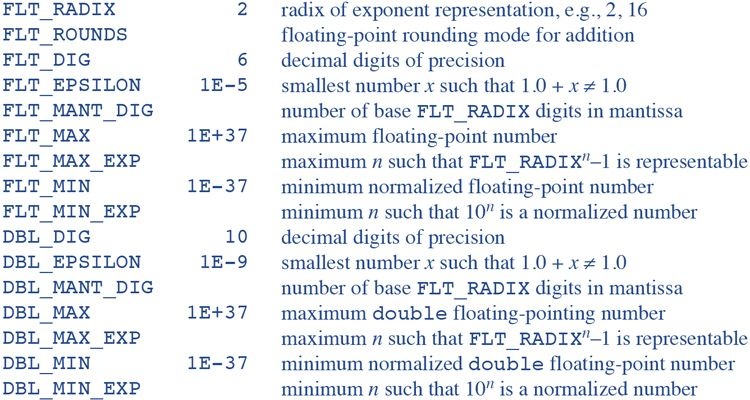 FLT_RADIX 2 radix of exponent representation, e.g., 2, 16
FLT_ROUNDS floating-point rounding mode for addition
FLT_DIG 6 decimal digits of precision
FLT_EPSILON 1E-5 smallest number x such that 1.0 + x ≠ 1.0
FLT_MANT_DIG number of base FLT_RADIX digits in mantissa
FLT_MAX 1E+37 maximum floating-point number
FLT_MAX_EXP maximum n such that FLT_RADIXⁿ–1 is representable
FLT_MIN 1E-37 minimum normalized floating-point number
FLT_MIN_EXP minimum n such that 10ⁿ is a normalized number
DBL_DIG 10 decimal digits of precision
DBL_EPSILON 1E-9 smallest number x such that 1.0 + x ≠ 1.0
DBL_MANT_DIG number of base FLT_RADIX digits in mantissa
DBL_MAX 1E+37 maximum double floating-pointing number
DBL_MAX_EXP maximum n such that FLT_RADIXⁿ–1 is representable
DBL_MIN 1E-37 minimum normalized double floating-point number
DBL_MIN_EXP minimum n such that 10ⁿ is a normalized number